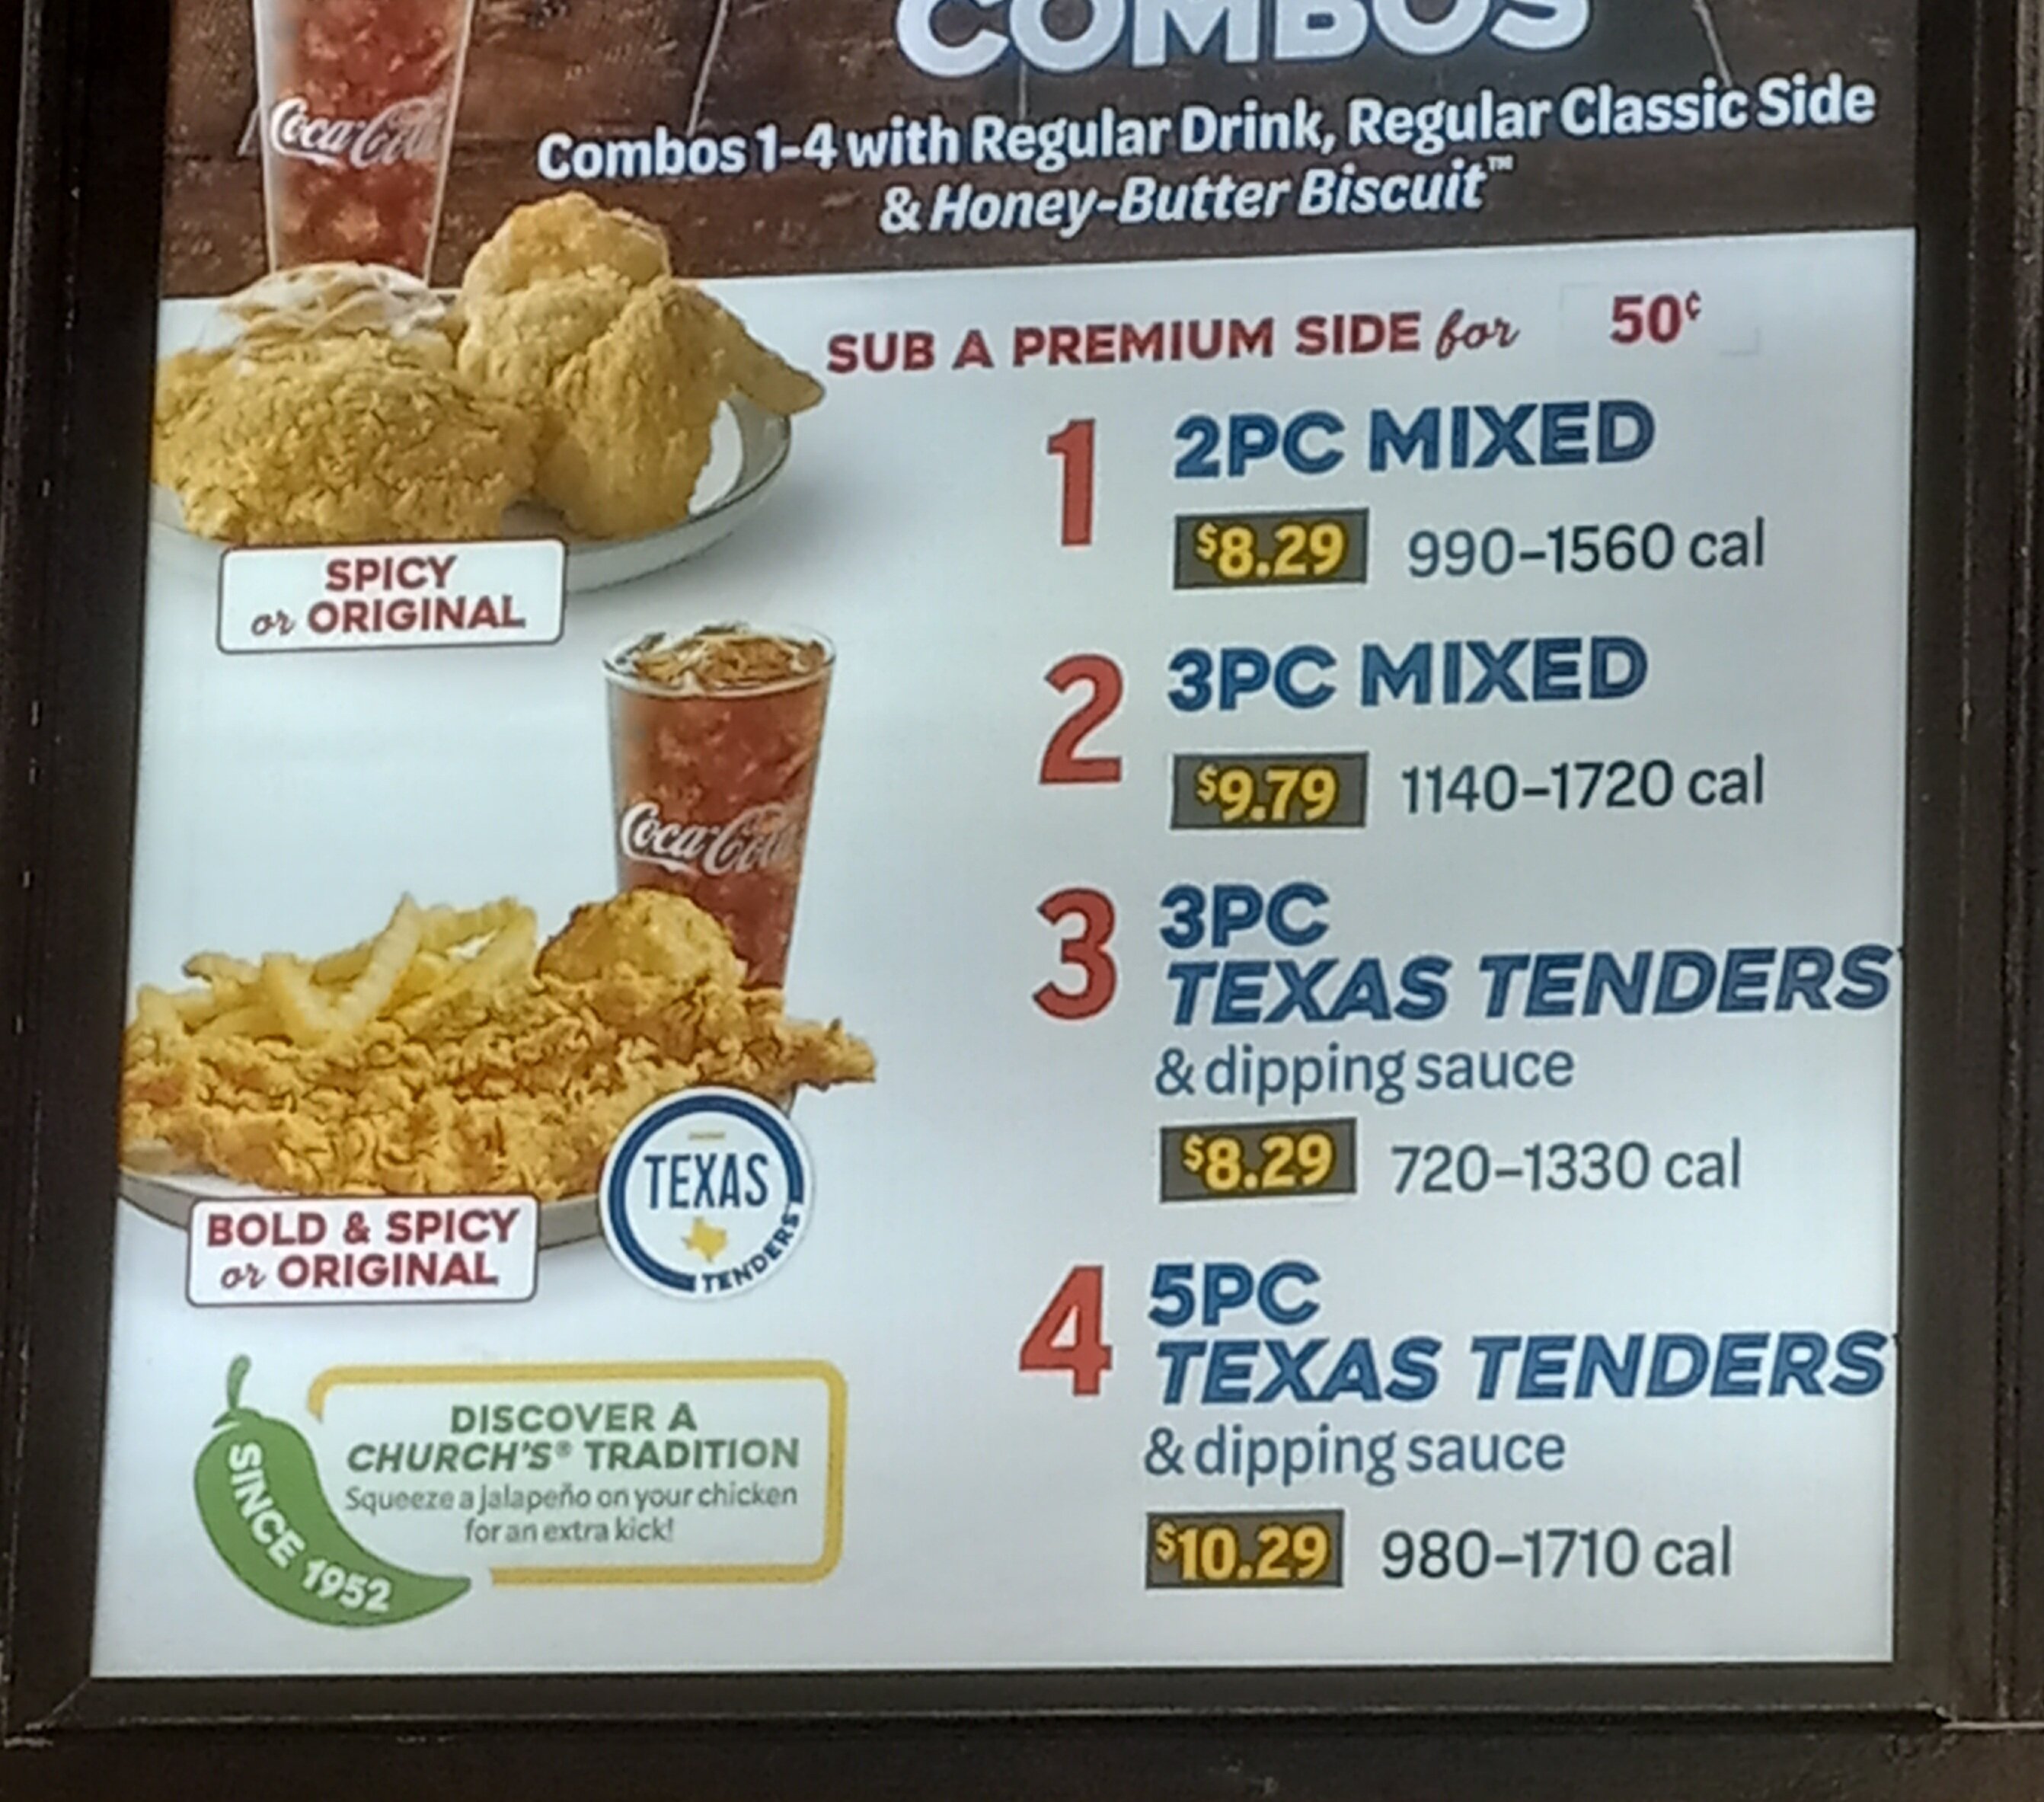 COMBOS
Combos 1-4 with Regular Drink, Regular Classic Side
& Honey-Butter Biscuit™
Coca-Cola
SUB A PREMIUM SIDE for 50¢
1 2PC MIXED
$8.29 990-1560 cal
SPICY
or ORIGINAL
2 3PC MIXED
$9.79 1140-1720 cal
Coca-Cola
3 3PC
TEXAS TENDERS
& dipping sauce
$8.29 720-1330 cal
BOLD & SPICY
or ORIGINAL
TEXAS
TENDERS
4 5PC
TEXAS TENDERS
& dipping sauce
$10.29 980-1710 cal
DISCOVER A
CHURCH'S® TRADITION
Squeeze a jalapeño on your chicken
for an extra kick!
SINCE 1952